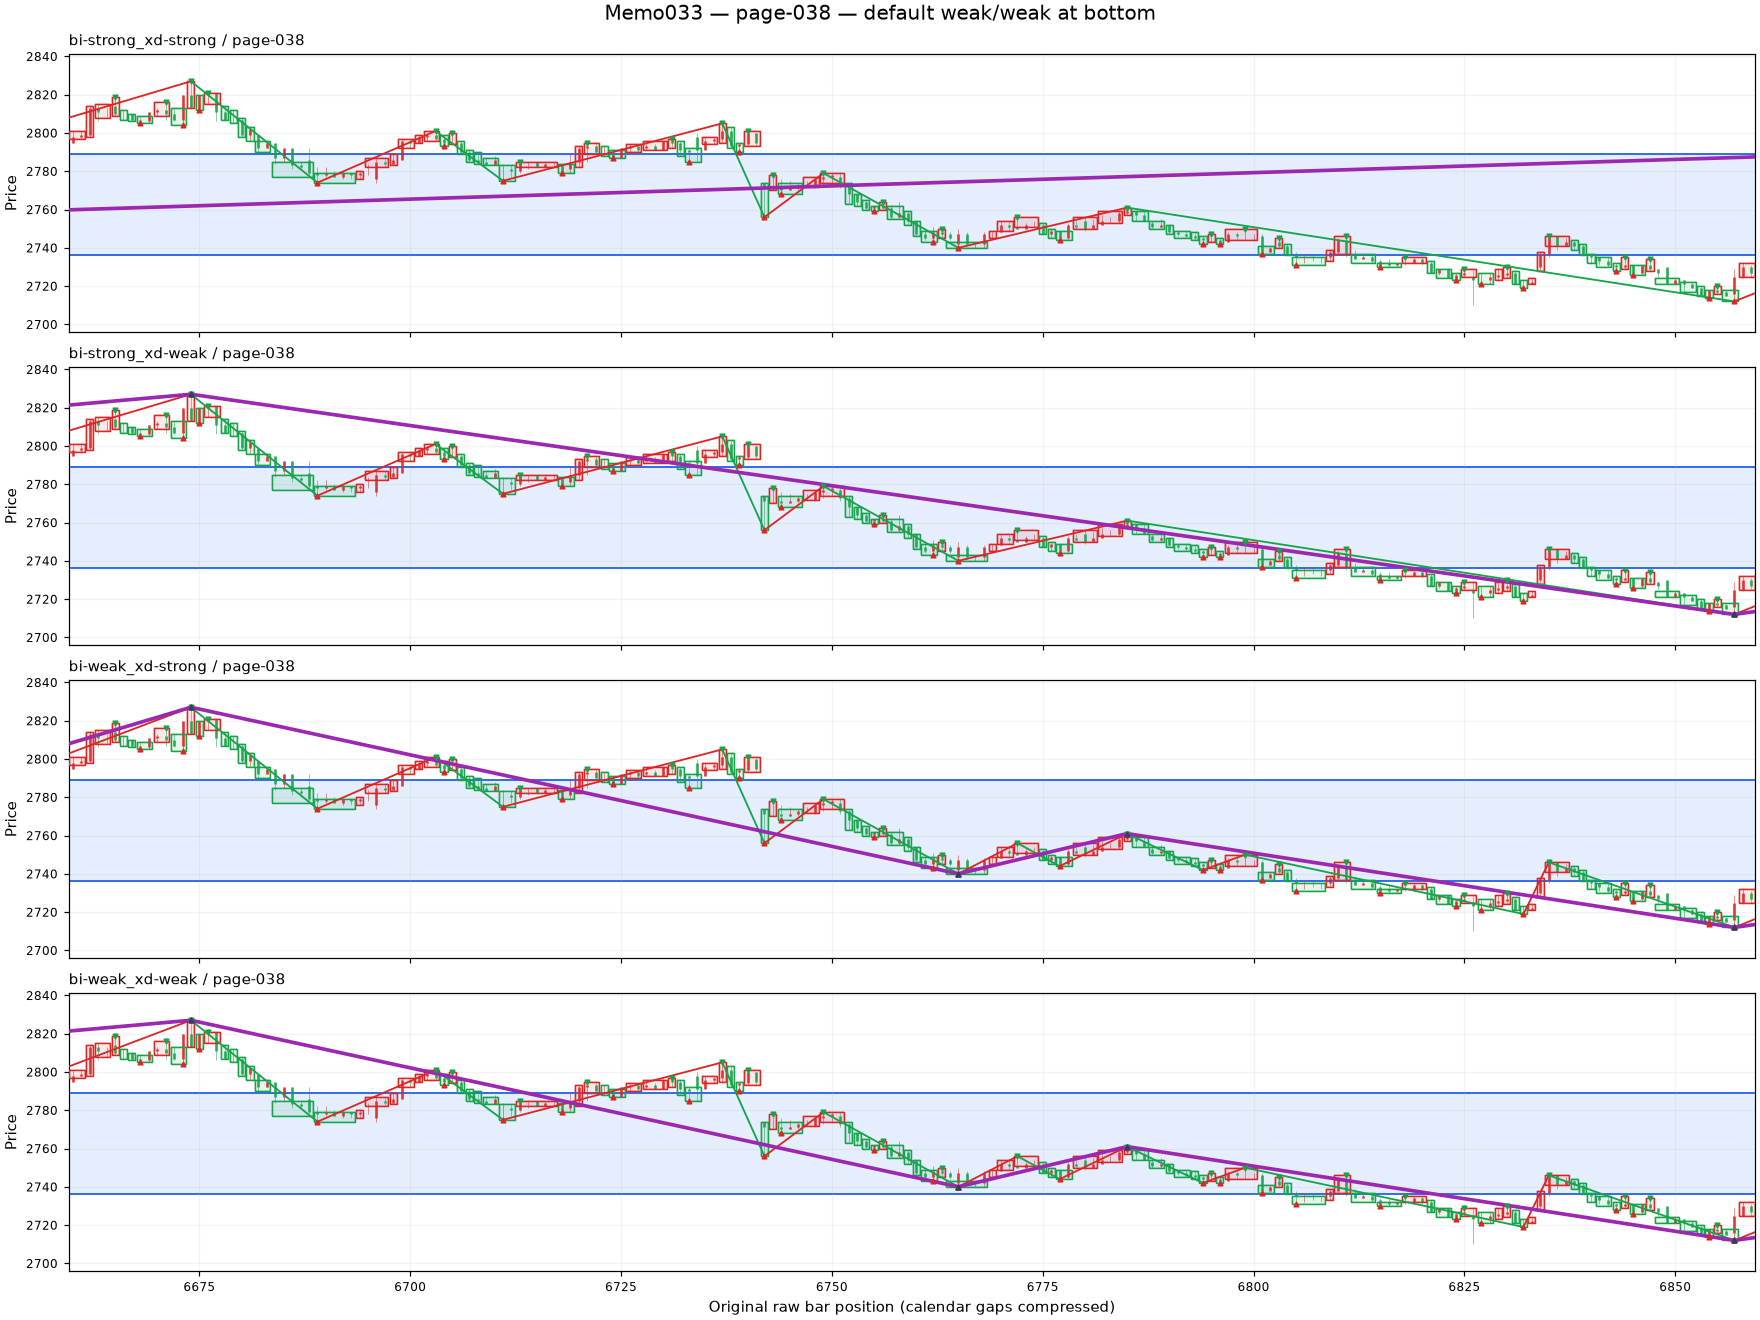 Memo033 — page-038 — default weak/weak at bottom
bi-strong_xd-strong / page-038
2840
2820
2800
2780
2760
2740
2720
2700
Price
bi-strong_xd-weak / page-038
2840
2820
2800
2780
2760
2740
2720
2700
Price
bi-weak_xd-strong / page-038
2840
2820
2800
2780
2760
2740
2720
2700
Price
bi-weak_xd-weak / page-038
2840
2820
2800
2780
2760
2740
2720
2700
Price
6675 6700 6725 6750 6775 6800 6825 6850
Original raw bar position (calendar gaps compressed)